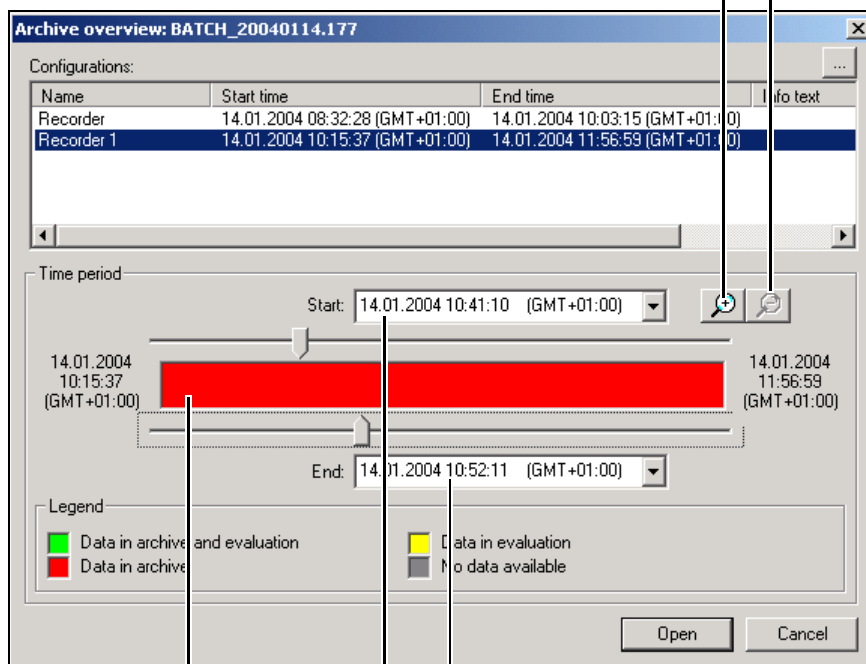 Archive overview: BATCH_20040114.177
Configurations:
...
Name Start time End time Info text
Recorder 14.01.2004 08:32:28 (GMT+01:00) 14.01.2004 10:03:15 (GMT+01:00)
Recorder 1 14.01.2004 10:15:37 (GMT+01:00) 14.01.2004 11:56:59 (GMT+01:00)
Time period
Start: 14.01.2004 10:41:10 (GMT+01:00)
14.01.2004
10:15:37
(GMT+01:00)
14.01.2004
11:56:59
(GMT+01:00)
End: 14.01.2004 10:52:11 (GMT+01:00)
Legend
Data in archive and evaluation
Data in evaluation
Data in archive
No data available
Open
Cancel